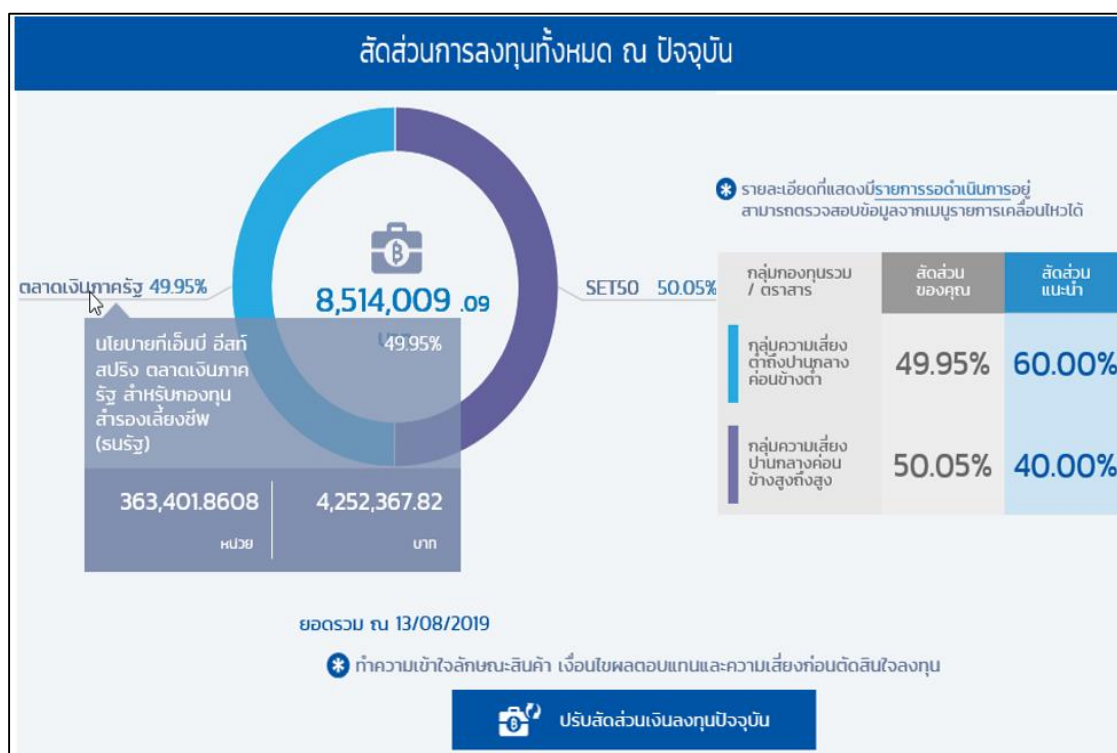 สัดส่วนการลงทุนทั้งหมด ณ ปัจจุบัน
ตลาดเงินภาครัฐ 49.95%
8,514,009 .09
SET50 50.05%
นโยบายทีเอ็มบี อีสท์ 49.95%
สปริง ตลาดเงินภาค
รัฐ สำหรับกองทุน
สำรองเลี้ยงชีพ
(ธนรัฐ)
363,401.8608 4,252,367.82
หน่วย บาท
รายละเอียดที่แสดงมีรายการรอดำเนินการอยู่
สามารถตรวจสอบข้อมูลจากเมนูรายการเคลื่อนไหวได้
กลุ่มกองทุนรวม สัดส่วน สัดส่วน
/ ตราสาร ของคุณ แนะนำ
กลุ่มความเสี่ยง
ต่ำถึงปานกลาง 49.95% 60.00%
ค่อนข้างต่ำ
กลุ่มความเสี่ยง
ปานกลางค่อน 50.05% 40.00%
ข้างสูงถึงสูง
ยอดรวม ณ 13/08/2019
ทำความเข้าใจลักษณะสินค้า เงื่อนไขผลตอบแทนและความเสี่ยงก่อนตัดสินใจลงทุน
ปรับสัดส่วนเงินลงทุนปัจจุบัน